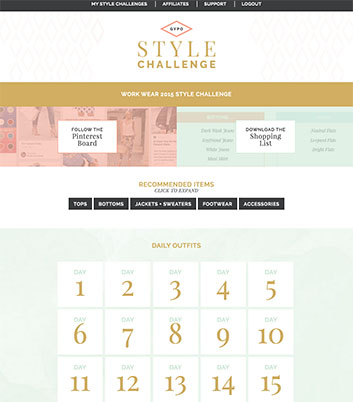 MY STYLE CHALLENGES AFFILIATES SUPPORT LOGOUT
GYPO
STYLE
CHALLENGE
WORK WEAR 2015 STYLE CHALLENGE
FOLLOW THE
Pinterest
Board
BOTTOMS
Dark Wash Jeans
Boyfriend Jeans
White Jeans
Maxi Skirt
DOWNLOAD THE
Shopping
List
SHOES
Neutral Flats
Leopard Flats
Bright Flats
RECOMMENDED ITEMS
CLICK TO EXPAND
TOPS BOTTOMS JACKETS + SWEATERS FOOTWEAR ACCESSORIES
DAILY OUTFITS
DAY DAY DAY DAY DAY
1 2 3 4 5
DAY DAY DAY DAY DAY
6 7 8 9 10
DAY DAY DAY DAY DAY
11 12 13 14 15